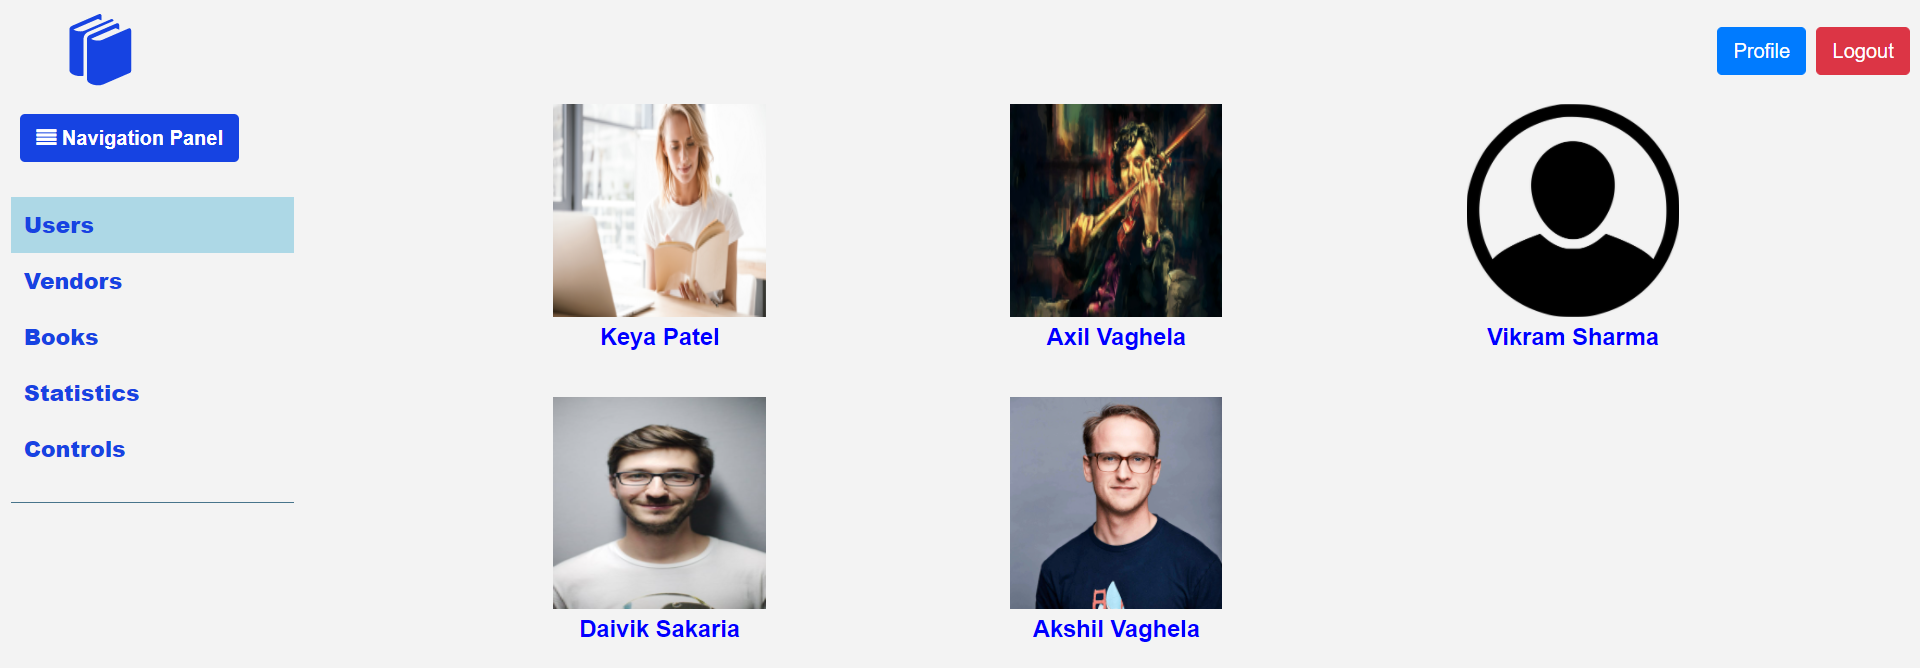 Profile
Logout
Navigation Panel
Users
Vendors
Books
Statistics
Controls
Keya Patel
Axil Vaghela
Vikram Sharma
Daivik Sakaria
Akshil Vaghela